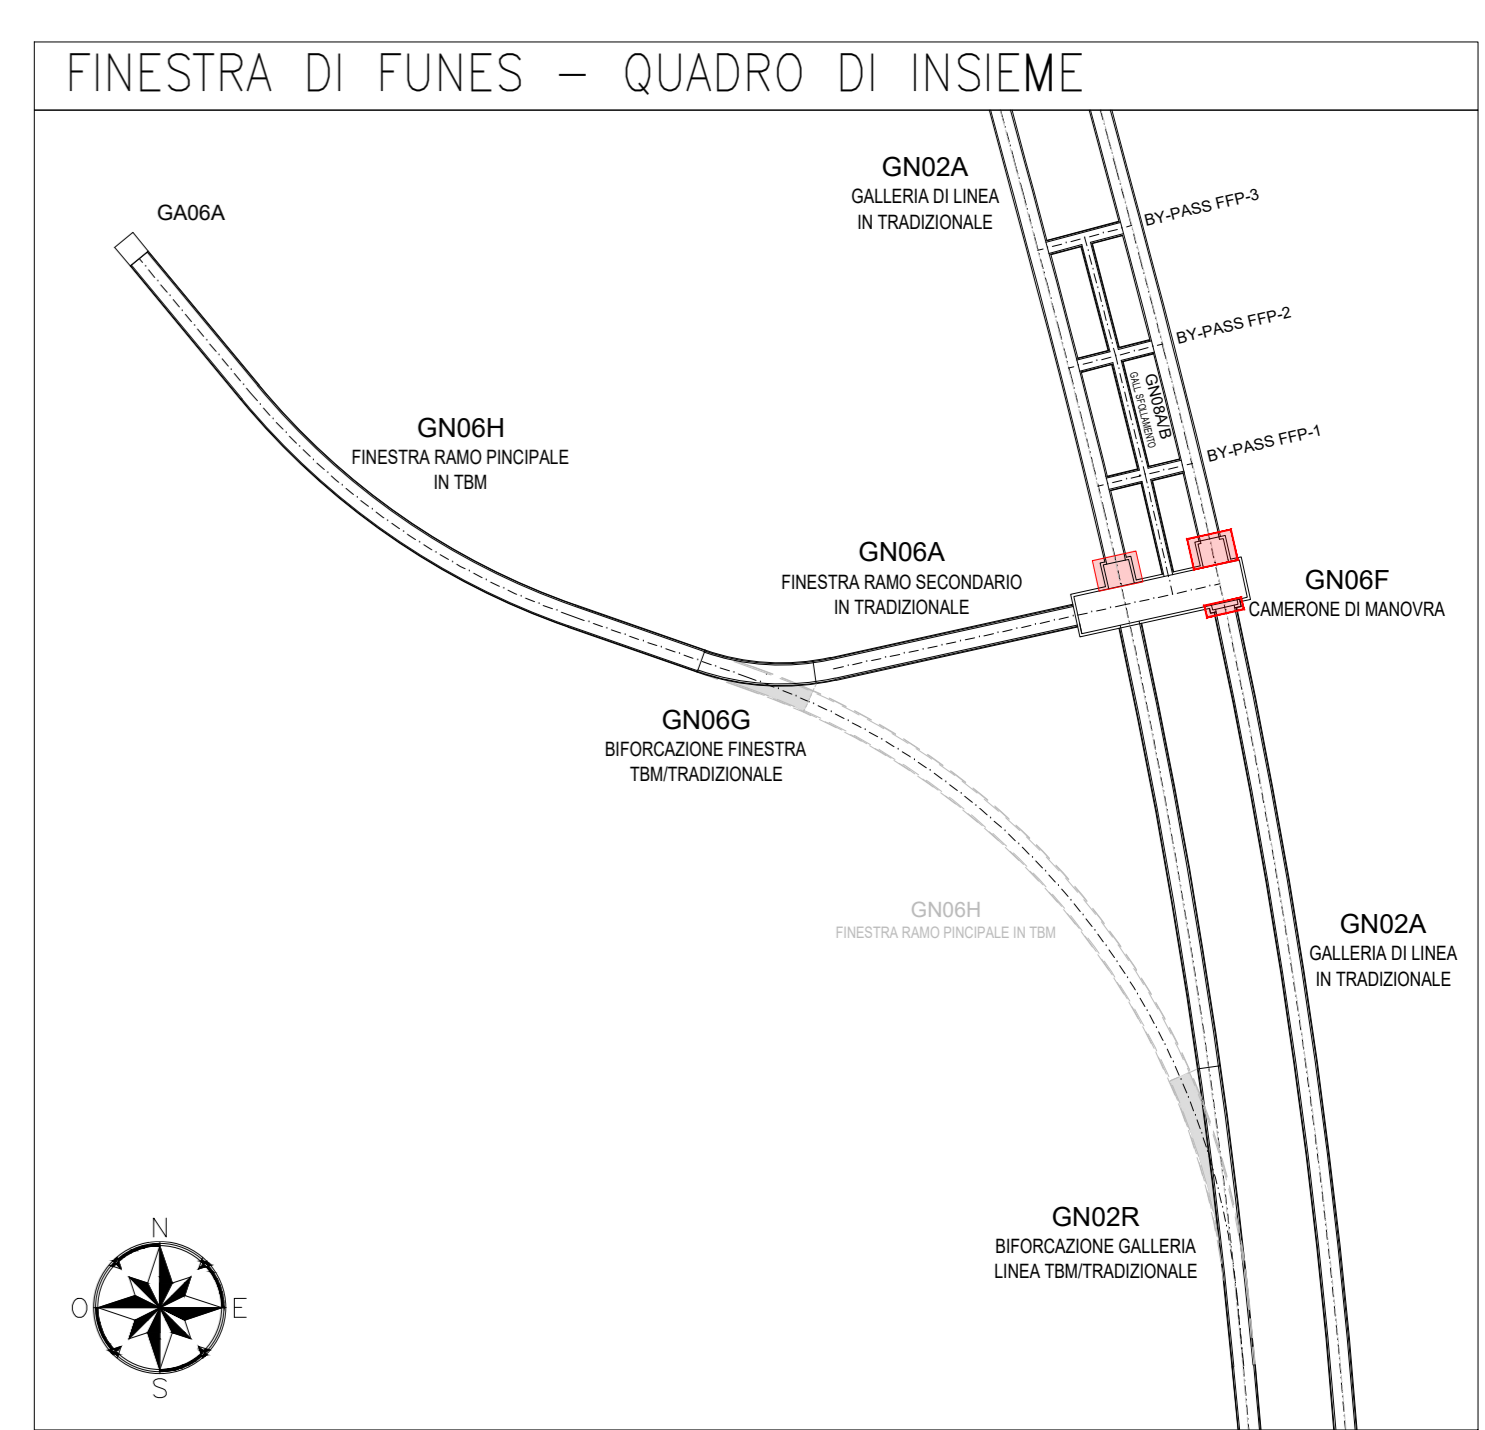 FINESTRA DI FUNES – QUADRO DI INSIEME
GN02A
GALLERIA DI LINEA
IN TRADIZIONALE
BY-PASS FFP-3
GA06A
BY-PASS FFP-2
GN08A/B
GALL. SFOLLAMENTO
BY-PASS FFP-1
GN06H
FINESTRA RAMO PINCIPALE
IN TBM
GN06A
FINESTRA RAMO SECONDARIO
IN TRADIZIONALE
GN06F
CAMERONE DI MANOVRA
GN06G
BIFORCAZIONE FINESTRA
TBM/TRADIZIONALE
GN06H
FINESTRA RAMO PINCIPALE IN TBM
GN02A
GALLERIA DI LINEA
IN TRADIZIONALE
GN02R
BIFORCAZIONE GALLERIA
LINEA TBM/TRADIZIONALE
N
O
E
S